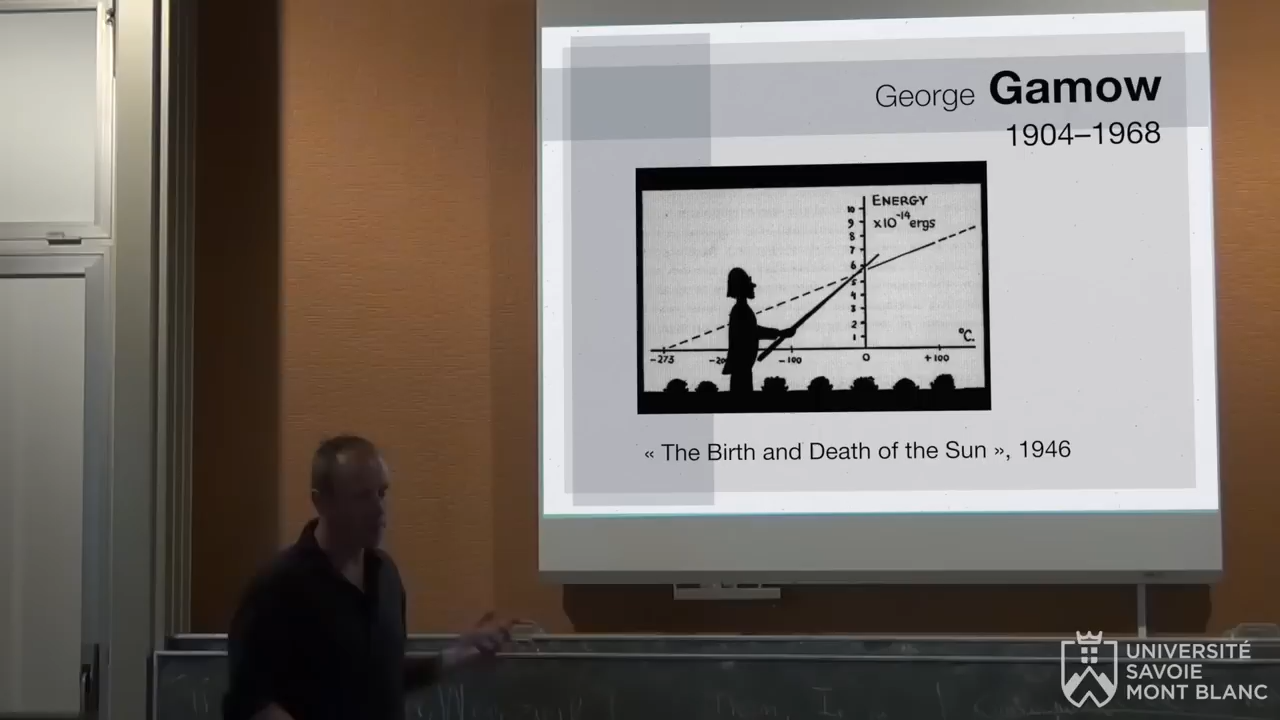 George Gamow
1904–1968
ENERGY
x10⁻¹⁴ ergs
10
9
8
7
6
5
4
3
2
1
°C.
-273
-100
0
+100
« The Birth and Death of the Sun », 1946
UNIVERSITÉ
SAVOIE
MONT BLANC